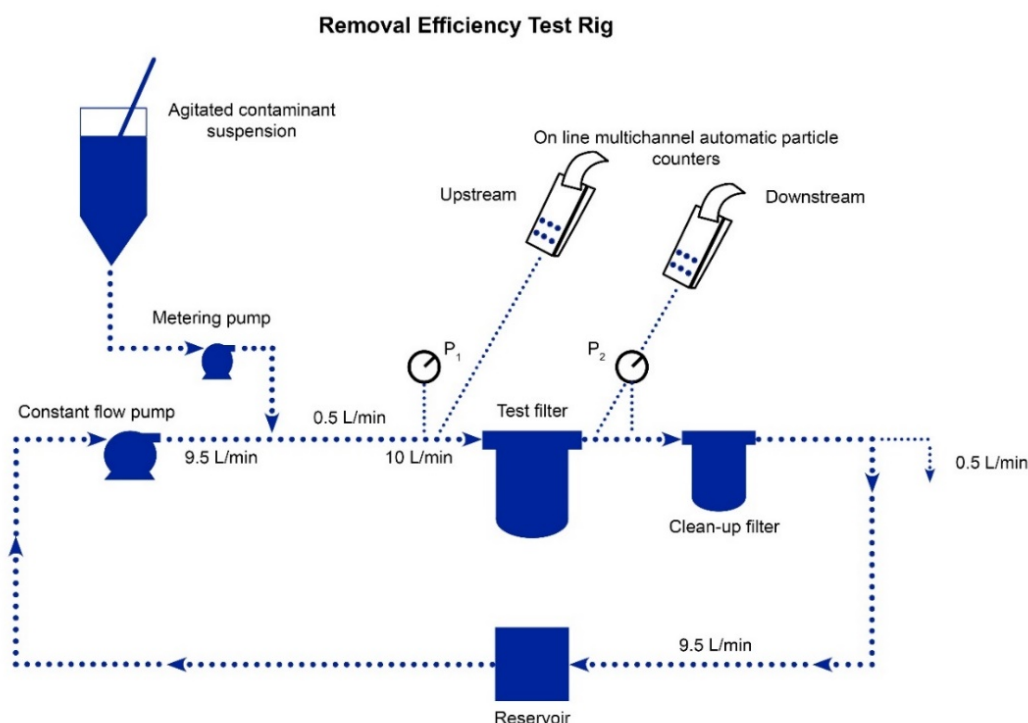 Removal Efficiency Test Rig
Agitated contaminant
suspension
On line multichannel automatic particle
counters
Upstream
Downstream
Metering pump
P1
P2
Constant flow pump
0.5 L/min
Test filter
9.5 L/min
10 L/min
0.5 L/min
Clean-up filter
9.5 L/min
Reservoir